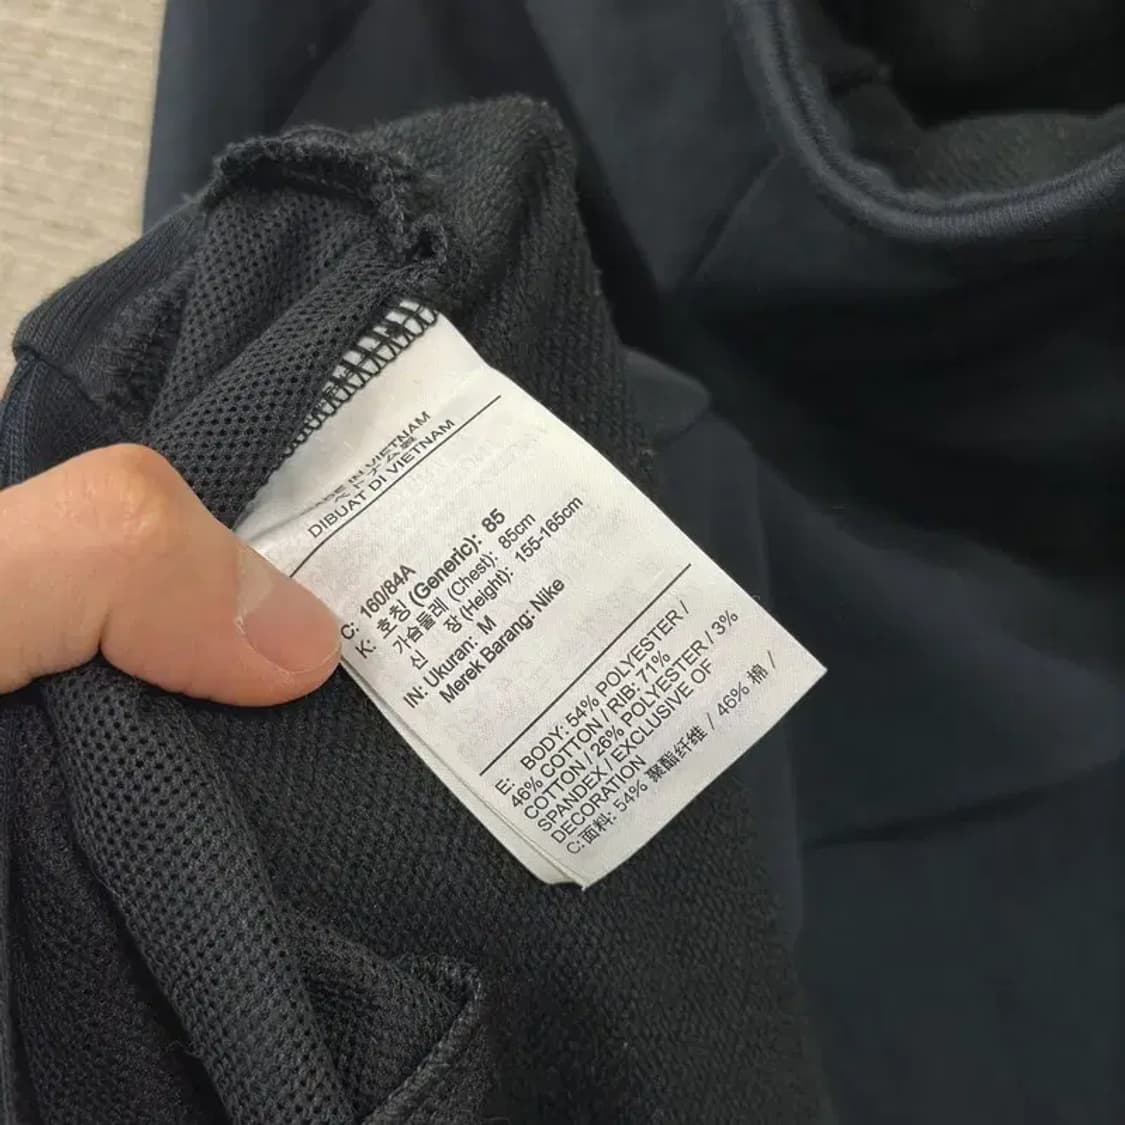 IN VIETNAM
DIBUAT DI VIETNAM
C: 160/84A
K: 호칭 (Generic): 85
가슴둘레 (Chest): 85cm
신 장 (Height): 155-165cm
IN: Ukuran: M
Merek Barang: Nike
E: BODY: 54% POLYESTER /
46% COTTON / RIB: 71%
COTTON / 26% POLYESTER / 3%
SPANDEX / EXCLUSIVE OF
DECORATION
C: 面料: 54% 聚酯纤维 / 46% 棉 /